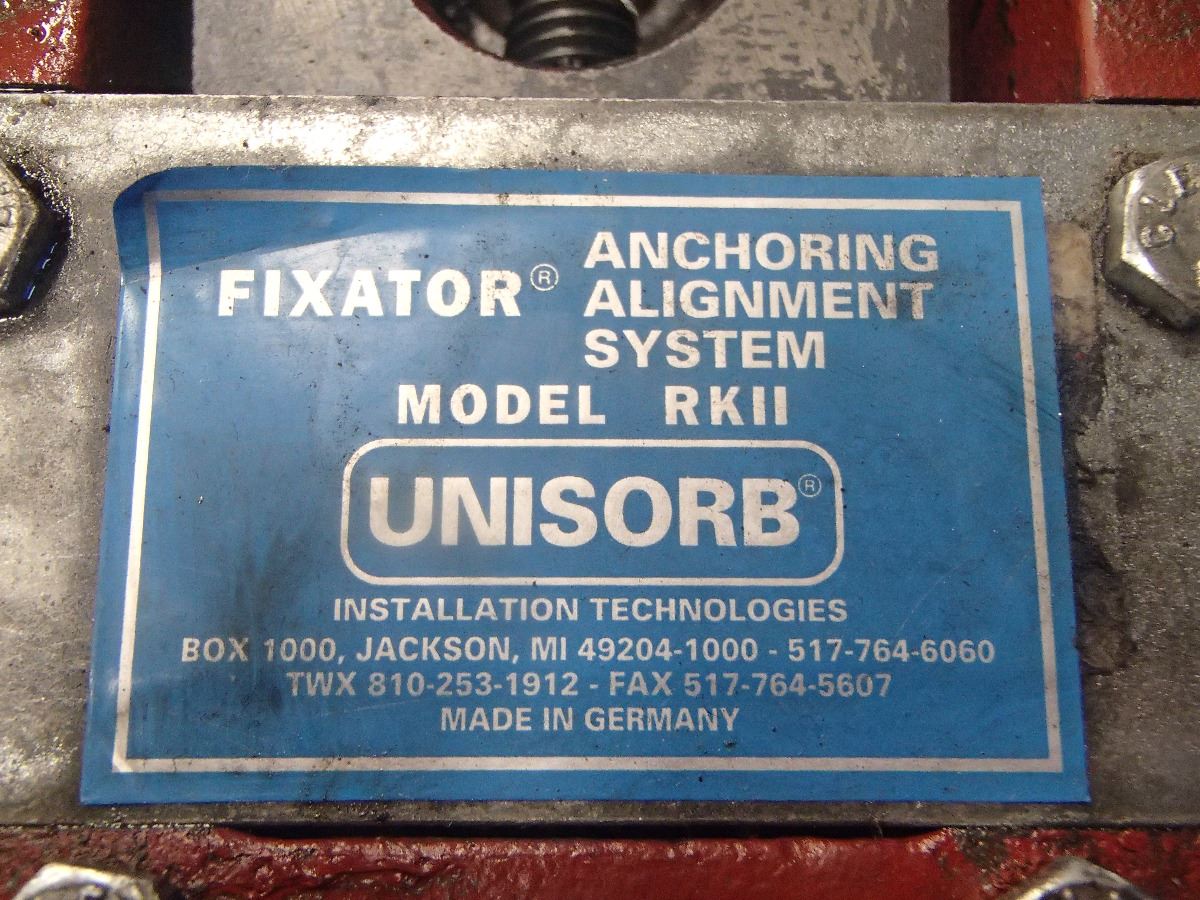 FIXATOR® ANCHORING
ALIGNMENT
SYSTEM
MODEL RKII
UNISORB®
INSTALLATION TECHNOLOGIES
BOX 1000, JACKSON, MI 49204-1000 - 517-764-6060
TWX 810-253-1912 - FAX 517-764-5607
MADE IN GERMANY